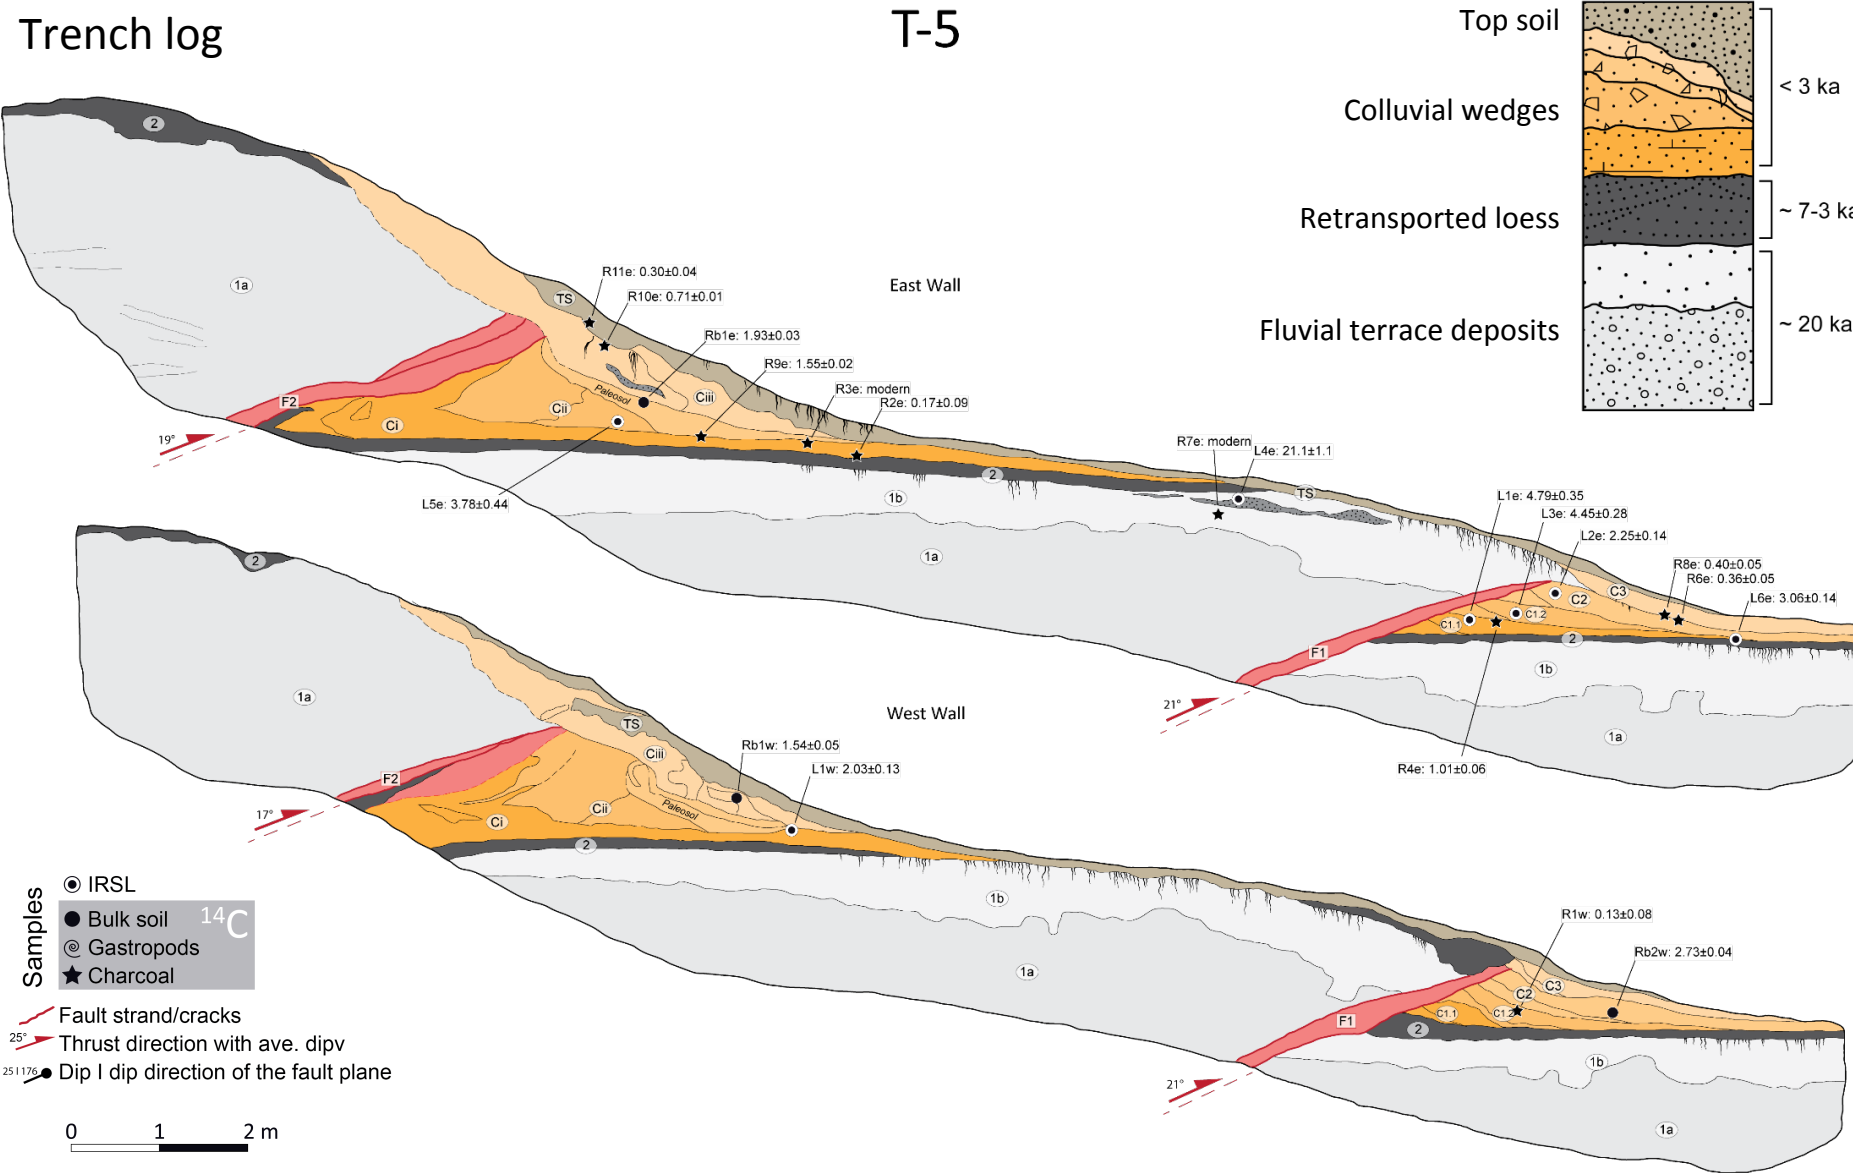 Trench log
T-5
Top soil
Colluvial wedges
Retransported loess
Fluvial terrace deposits
< 3 ka
~ 7-3 ka
~ 20 ka
2
1a
East Wall
TS
R11e: 0.30±0.04
R10e: 0.71±0.01
Rb1e: 1.93±0.03
R9e: 1.55±0.02
R3e: modern
R2e: 0.17±0.09
Paleosol
Ciii
Cii
Ci
F2
19°
L5e: 3.78±0.44
2
1b
1a
R7e: modern
L4e: 21.1±1.1
TS
L1e: 4.79±0.35
L3e: 4.45±0.28
L2e: 2.25±0.14
R8e: 0.40±0.05
R6e: 0.36±0.05
L6e: 3.06±0.14
C3
C2
C1.2
C1.1
2
F1
1b
21°
1a
R4e: 1.01±0.06
2
1a
West Wall
TS
Ciii
Rb1w: 1.54±0.05
L1w: 2.03±0.13
F2
17°
Cii
Paleosol
Ci
2
1b
1a
R1w: 0.13±0.08
Rb2w: 2.73±0.04
C3
C2
C1.2
C1.1
F1
2
1b
21°
1a
Samples
IRSL
Bulk soil 14C
Gastropods
Charcoal
Fault strand/cracks
25° Thrust direction with ave. dipv
25 I 176 Dip I dip direction of the fault plane
0 1 2 m